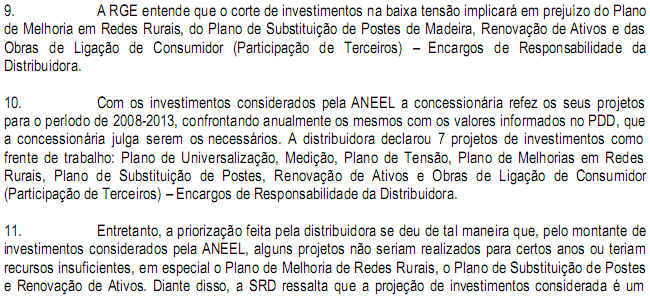 9. A RGE entende que o corte de investimentos na baixa tensão implicará em prejuízo do Plano
de Melhoria em Redes Rurais, do Plano de Substituição de Postes de Madeira, Renovação de Ativos e das
Obras de Ligação de Consumidor (Participação de Terceiros) – Encargos de Responsabilidade da
Distribuidora.
10. Com os investimentos considerados pela ANEEL a concessionária refez os seus projetos
para o período de 2008-2013, confrontando anualmente os mesmos com os valores informados no PDD, que
a concessionária julga serem os necessários. A distribuidora declarou 7 projetos de investimentos como
frente de trabalho: Plano de Universalização, Medição, Plano de Tensão, Plano de Melhorias em Redes
Rurais, Plano de Substituição de Postes, Renovação de Ativos e Obras de Ligação de Consumidor
(Participação de Terceiros) – Encargos de Responsabilidade da Distribuidora.
11. Entretanto, a priorização feita pela distribuidora se deu de tal maneira que, pelo montante de
investimentos considerados pela ANEEL, alguns projetos não seriam realizados para certos anos ou teriam
recursos insuficientes, em especial o Plano de Melhoria de Redes Rurais, o Plano de Substituição de Postes
e Renovação de Ativos. Diante disso, a SRD ressalta que a projeção de investimentos considerada é um